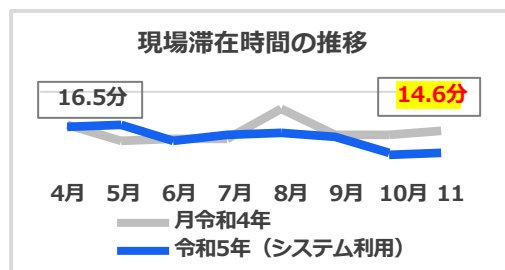 現場滞在時間の推移
16.5分
14.6分
4月 5月 6月 7月 8月 9月 10月 11
月令和4年
令和5年（システム利用）